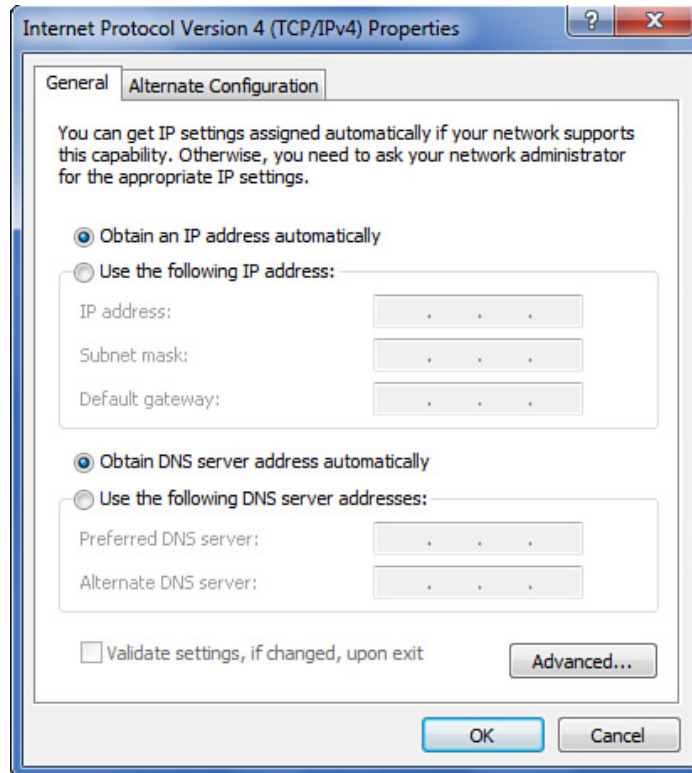 Internet Protocol Version 4 (TCP/IPv4) Properties
?
General
Alternate Configuration
You can get IP settings assigned automatically if your network supports
this capability. Otherwise, you need to ask your network administrator
for the appropriate IP settings.
Obtain an IP address automatically
Use the following IP address:
IP address: . . .
Subnet mask: . . .
Default gateway: . . .
Obtain DNS server address automatically
Use the following DNS server addresses:
Preferred DNS server: . . .
Alternate DNS server: . . .
Validate settings, if changed, upon exit
Advanced...
OK
Cancel